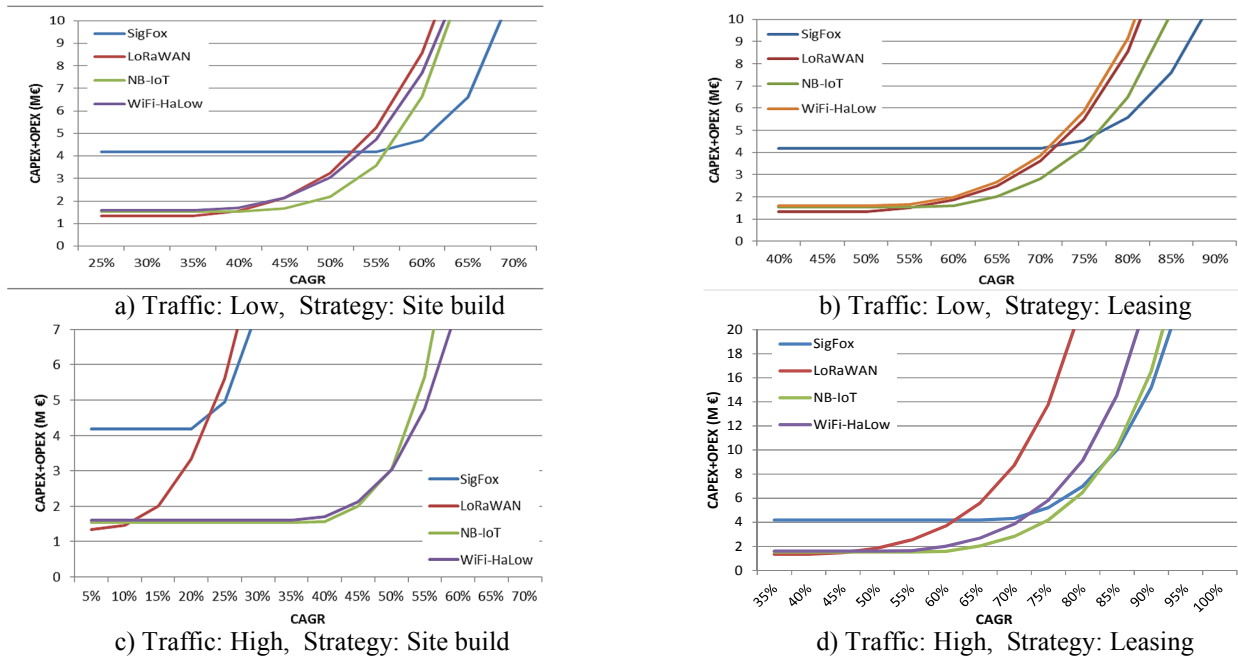 10
9
8
7
6
5
4
3
2
1
0
CAPEX+OPEX (M€)
SigFox
LoRaWAN
NB-IoT
WiFi-HaLow
25% 30% 35% 40% 45% 50% 55% 60% 65% 70%
CAGR
a) Traffic: Low, Strategy: Site build
10
9
8
7
6
5
4
3
2
1
0
CAPEX+OPEX (M€)
SigFox
LoRaWAN
NB-IoT
WiFi-HaLow
40% 45% 50% 55% 60% 65% 70% 75% 80% 85% 90%
CAGR
b) Traffic: Low, Strategy: Leasing
7
6
5
4
3
2
1
0
CAPEX+OPEX (M €)
SigFox
LoRaWAN
NB-IoT
WiFi-HaLow
5% 10% 15% 20% 25% 30% 35% 40% 45% 50% 55% 60% 65% 70%
CAGR
c) Traffic: High, Strategy: Site build
20
18
16
14
12
10
8
6
4
2
0
CAPEX+OPEX (M €)
SigFox
LoRaWAN
NB-IoT
WiFi-HaLow
35% 40% 45% 50% 55% 60% 65% 70% 75% 80% 85% 90% 95% 100%
CAGR
d) Traffic: High, Strategy: Leasing